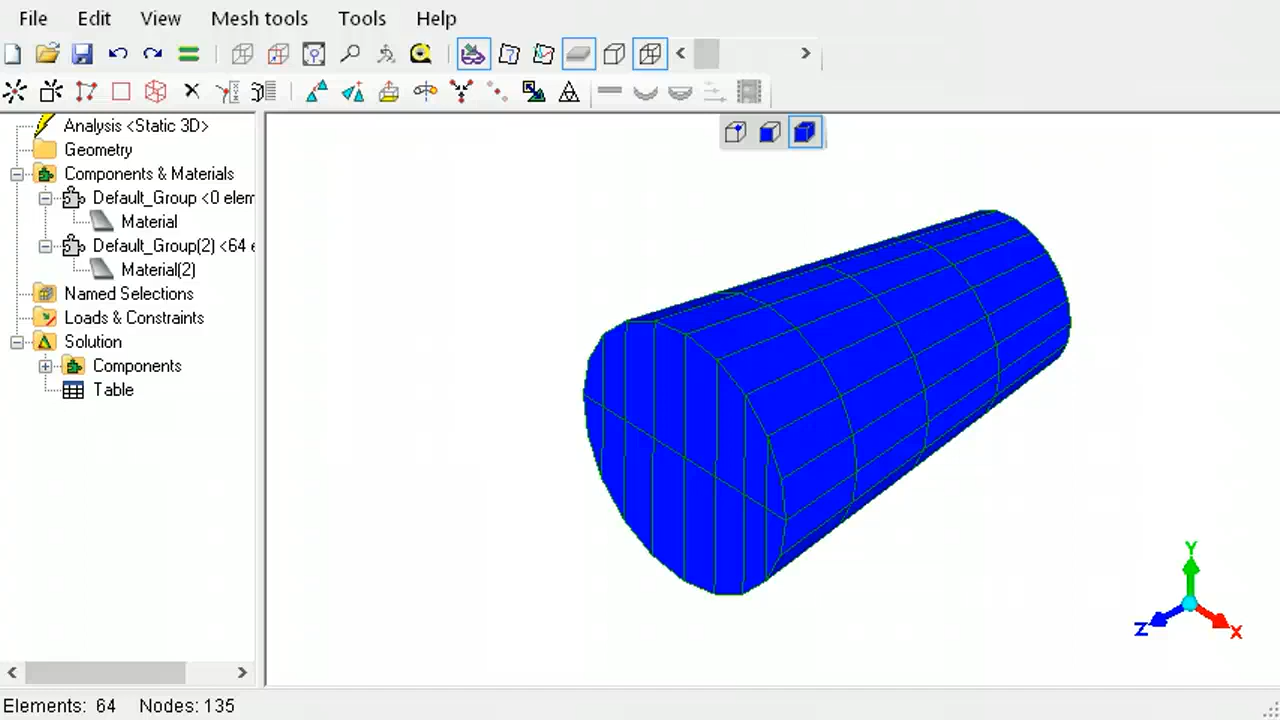 File Edit View Mesh tools Tools Help
Analysis <Static 3D>
Geometry
Components & Materials
Default_Group <0 elem
Material
Default_Group(2) <64 e
Material(2)
Named Selections
Loads & Constraints
Solution
Components
Table
Y
Z
X
Elements: 64 Nodes: 135